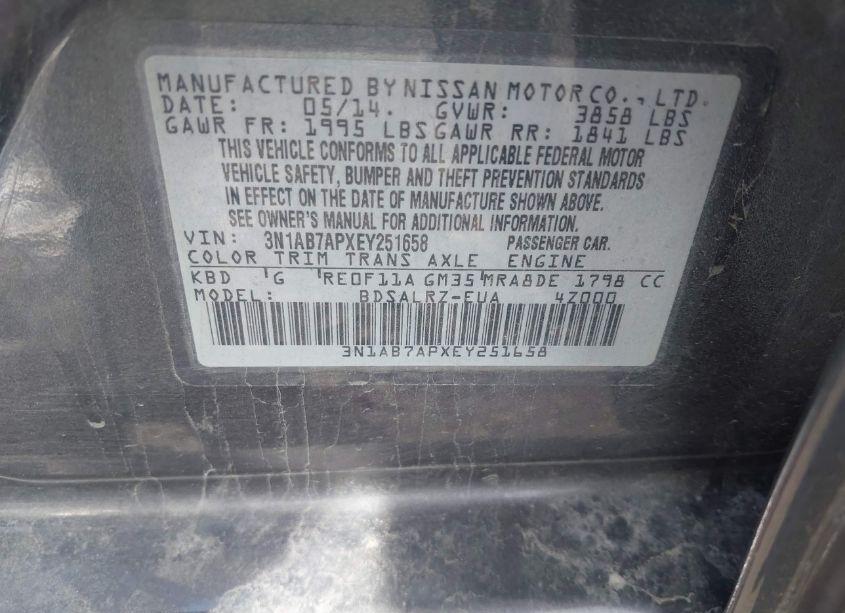 MANUFACTURED BY NISSAN MOTOR CO., LTD.
DATE: 05/14. GVWR: 3858 LBS
GAWR FR: 1995 LBS GAWR RR: 1841 LBS
THIS VEHICLE CONFORMS TO ALL APPLICABLE FEDERAL MOTOR
VEHICLE SAFETY, BUMPER AND THEFT PREVENTION STANDARDS
IN EFFECT ON THE DATE OF MANUFACTURE SHOWN ABOVE.
SEE OWNER'S MANUAL FOR ADDITIONAL INFORMATION.
VIN: 3N1AB7APXEY251658 PASSENGER CAR.
COLOR TRIM TRANS AXLE ENGINE
KBD 'G 'RE0F11A GM35'MRA8DE 1798 CC
MODEL: BDSALRZ-EUA 4Z000
3N1AB7APXEY251658